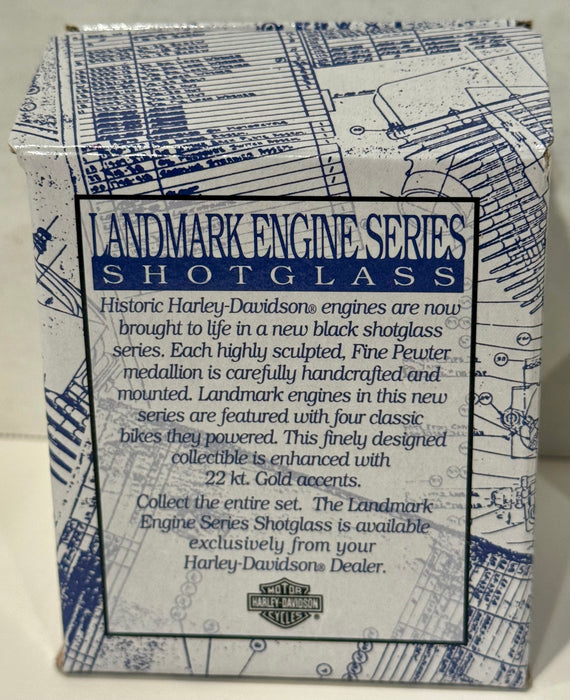 LANDMARK ENGINE SERIES
SHOTGLASS
Historic Harley-Davidson® engines are now
brought to life in a new black shotglass
series. Each highly sculpted, Fine Pewter
medallion is carefully handcrafted and
mounted. Landmark engines in this new
series are featured with four classic
bikes they powered. This finely designed
collectible is enhanced with
22 kt. Gold accents.
Collect the entire set. The Landmark
Engine Series Shotglass is available
exclusively from your
Harley-Davidson® Dealer.
MOTOR
HARLEY-DAVIDSON
CYCLES®